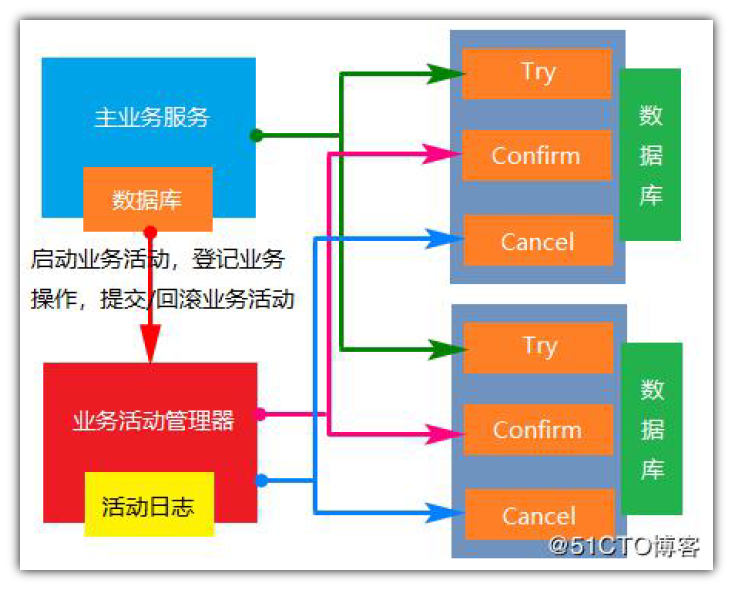 主业务服务
数据库
启动业务活动，登记业务
操作，提交/回滚业务活动
业务活动管理器
活动日志
Try
Confirm
Cancel
数
据
库
Try
Confirm
Cancel
数
据
库
@51CTO博客